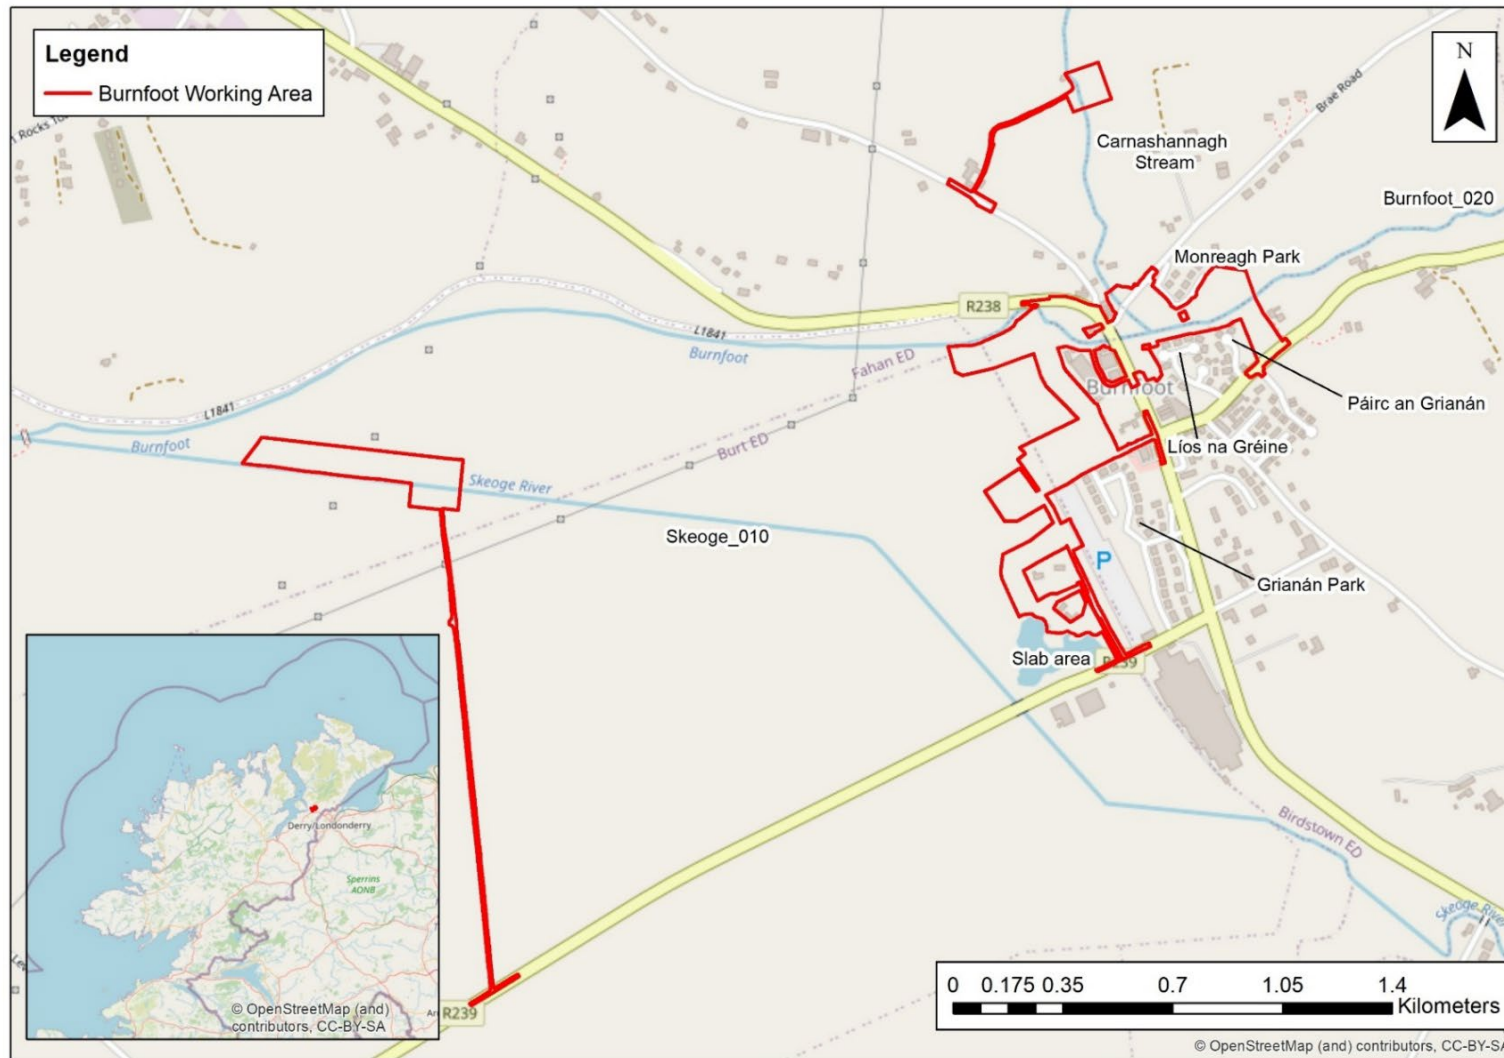 Legend
Burnfoot Working Area
N
Brae Road
Carnashannagh
Stream
Burnfoot_020
Monreagh Park
R238
L1841
Burnfoot
Fahan ED
Burnfoot
Páirc an Grianán
L1841
Burt ED
Líos na Gréine
Burnfoot
Skeoge River
Skeoge_010
P
Grianán Park
Slab area
R239
Birdstown ED
Derry/Londonderry
Sperrins
AONB
Skeoge River
© OpenStreetMap (and)
contributors, CC-BY-SA
R239
0 0.175 0.35 0.7 1.05 1.4
Kilometers
© OpenStreetMap (and) contributors, CC-BY-SA